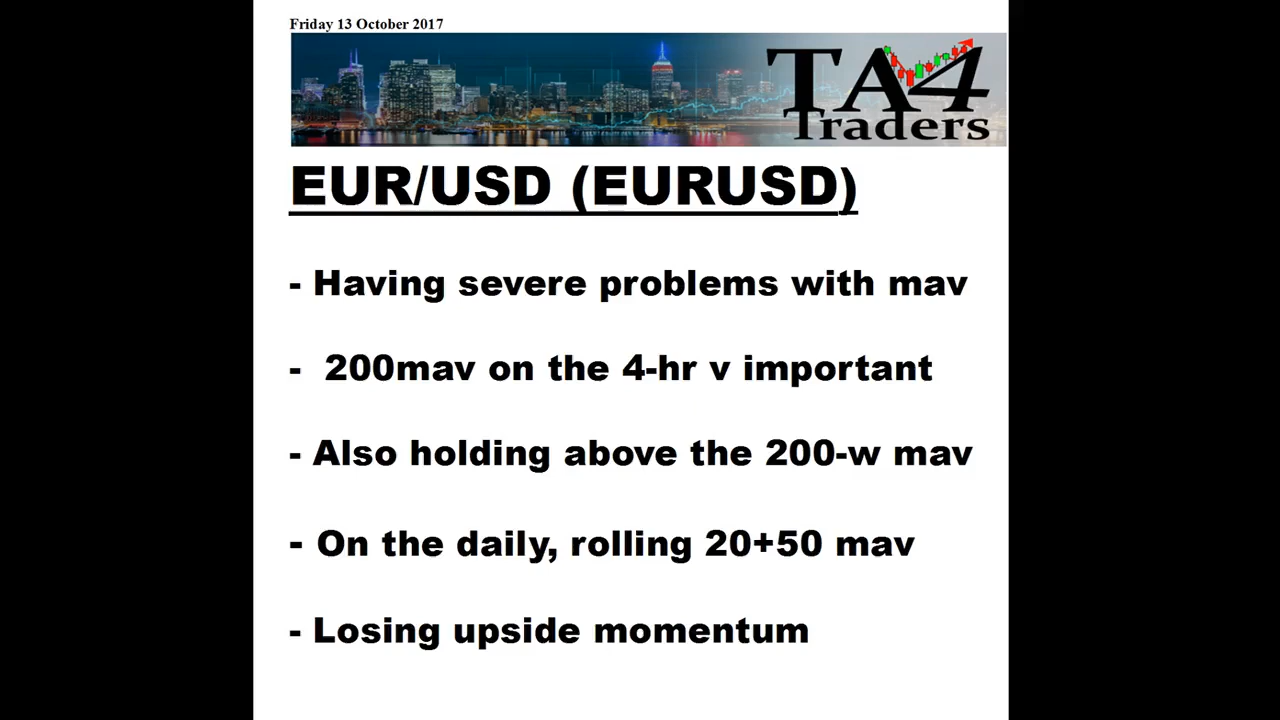 Friday 13 October 2017
TA4
Traders
EUR/USD (EURUSD)
- Having severe problems with mav
- 200mav on the 4-hr v important
- Also holding above the 200-w mav
- On the daily, rolling 20+50 mav
- Losing upside momentum